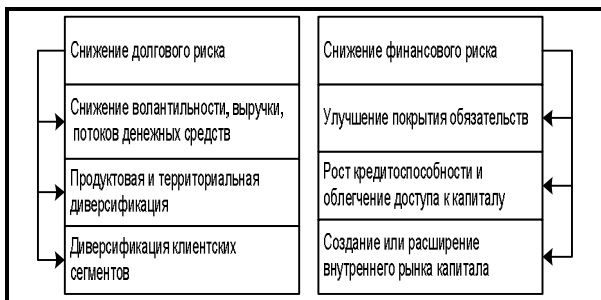 Снижение долгового риска
Снижение волантильности, выручки,
потоков денежных средств
Продуктовая и территориальная
диверсификация
Диверсификация клиентских
сегментов
Снижение финансового риска
Улучшение покрытия обязательств
Рост кредитоспособности и
облегчение доступа к капиталу
Создание или расширение
внутреннего рынка капитала